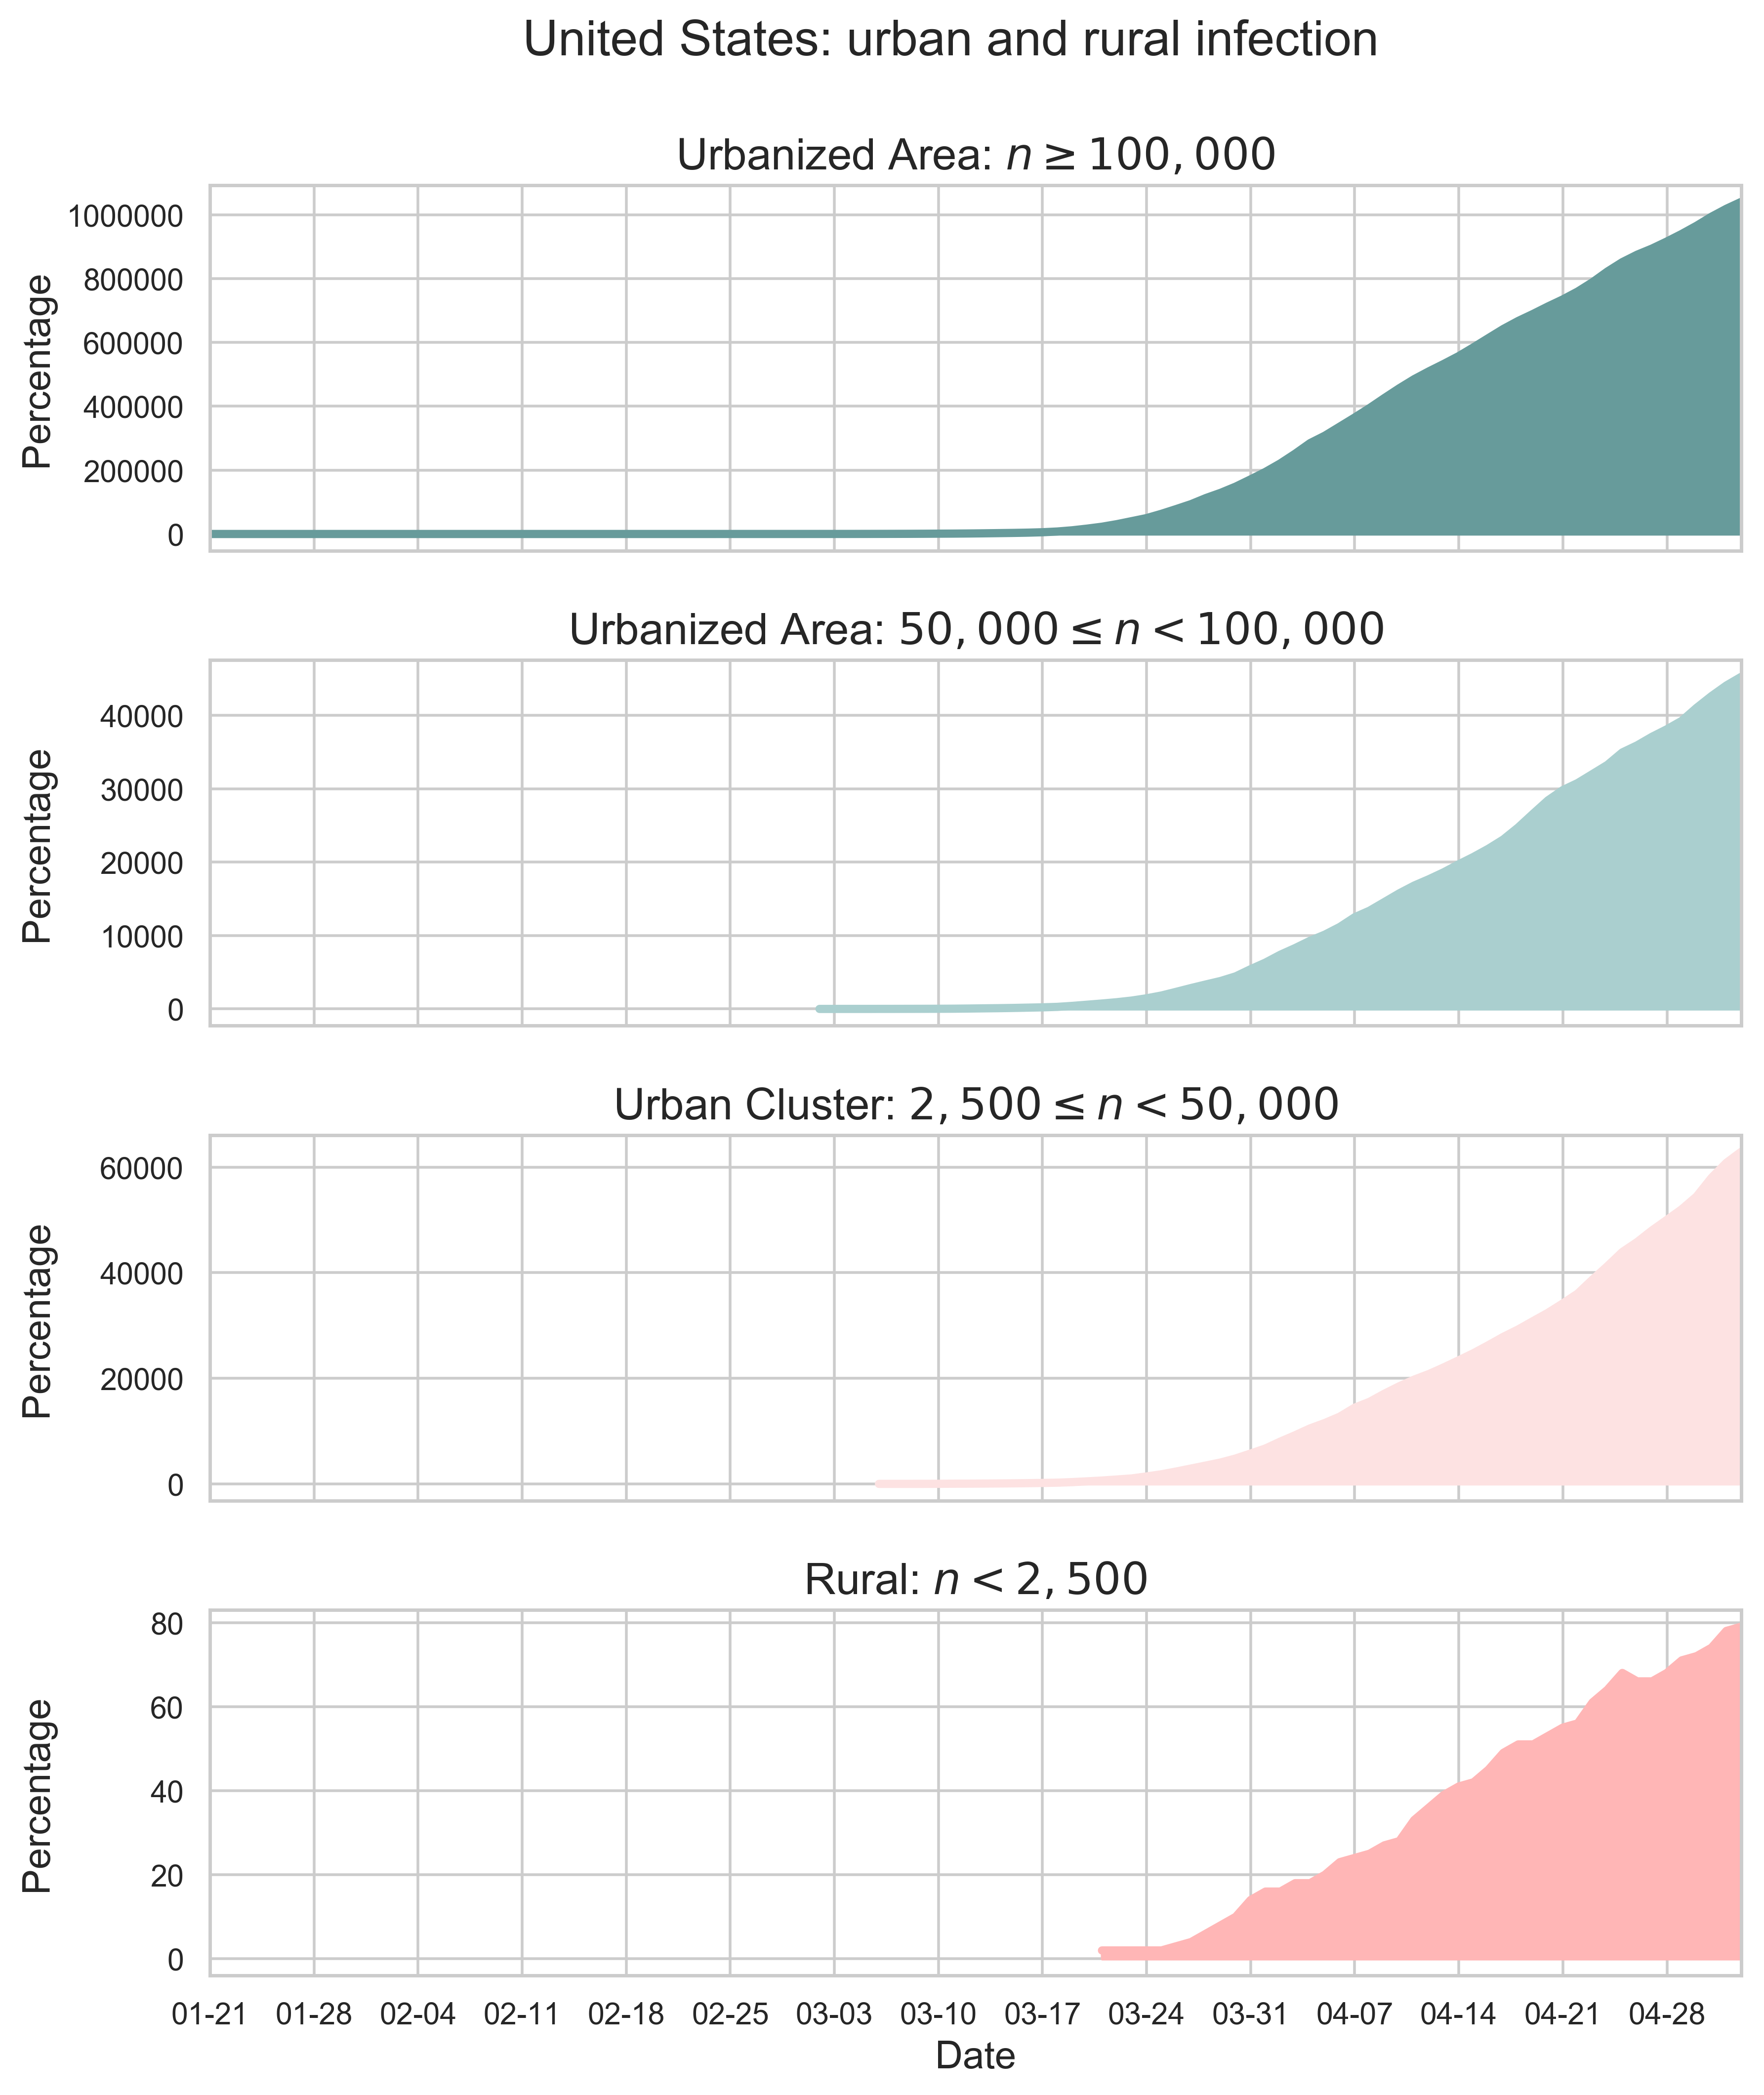 United States: urban and rural infection
Urbanized Area: n ≥ 100,000
1000000
800000
600000
400000
200000
0
Percentage
Urbanized Area: 50,000 ≤ n < 100,000
40000
30000
20000
10000
0
Percentage
Urban Cluster: 2,500 ≤ n < 50,000
60000
40000
20000
0
Percentage
Rural: n < 2,500
80
60
40
20
0
Percentage
01-21 01-28 02-04 02-11 02-18 02-25 03-03 03-10 03-17 03-24 03-31 04-07 04-14 04-21 04-28
Date